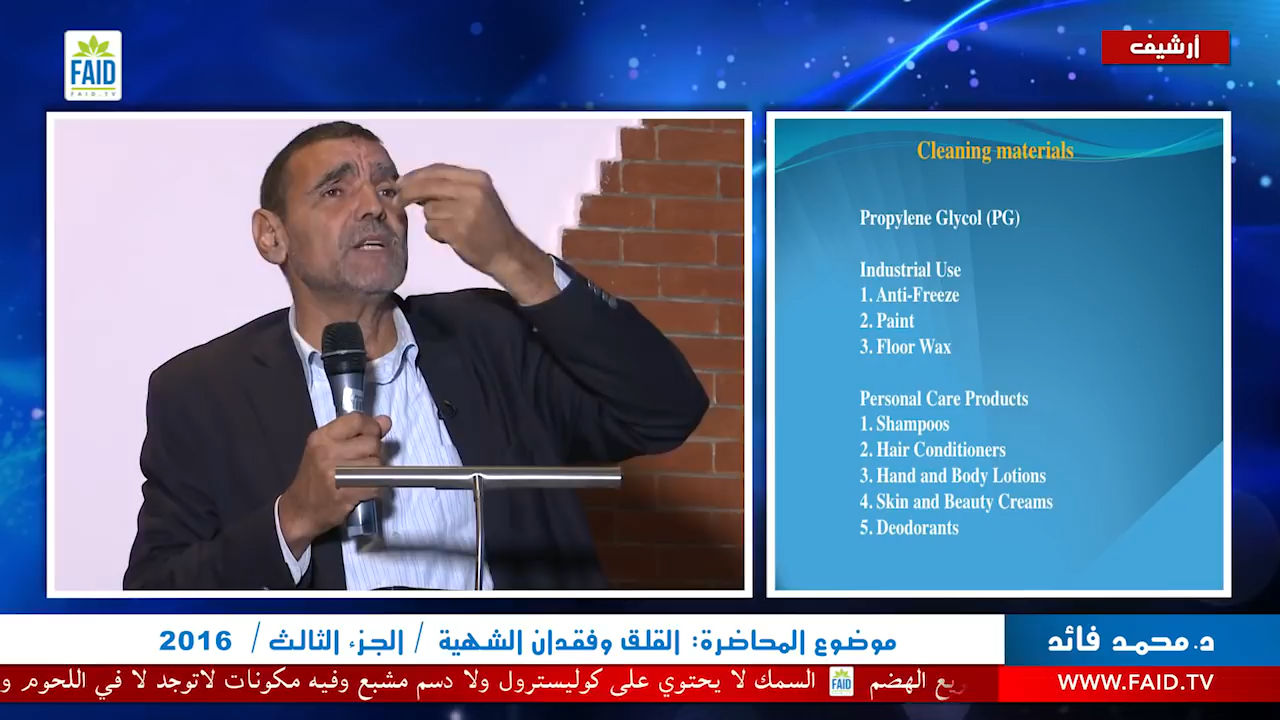 FAID
FAID.TV
أرشيف
Cleaning materials
Propylene Glycol (PG)
Industrial Use
1. Anti-Freeze
2. Paint
3. Floor Wax
Personal Care Products
1. Shampoos
2. Hair Conditioners
3. Hand and Body Lotions
4. Skin and Beauty Creams
5. Deodorants
موضوع المحاضرة: القلق وفقدان الشهية / الجزء الثالث / 2016
د. محمد فائد
ريع الهضم FAID السمك لا يحتوي على كوليسترول ولا دسم مشبع وفيه مكونات لاتوجد لا في اللحوم و
WWW.FAID.TV